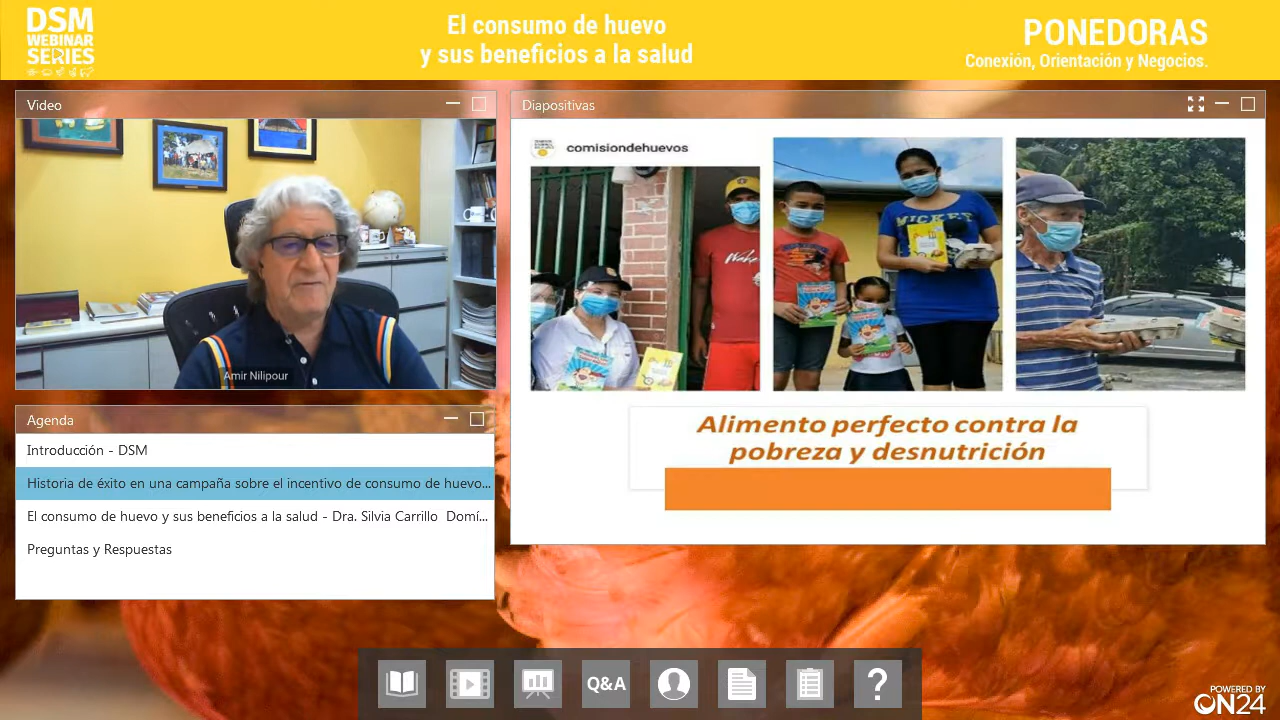 DSM
WEBINAR
SERIES
El consumo de huevo
y sus beneficios a la salud
PONEDORAS
Conexión, Orientación y Negocios.
Video
Amir Nilipour
Agenda
Introducción - DSM
Historia de éxito en una campaña sobre el incentivo de consumo de huevo...
El consumo de huevo y sus beneficios a la salud - Dra. Silvia Carrillo Domí...
Preguntas y Respuestas
Diapositivas
comisiondehuevos
MICKEY
Alimento perfecto contra la
pobreza y desnutrición
Q&A
?
POWERED BY
ON24